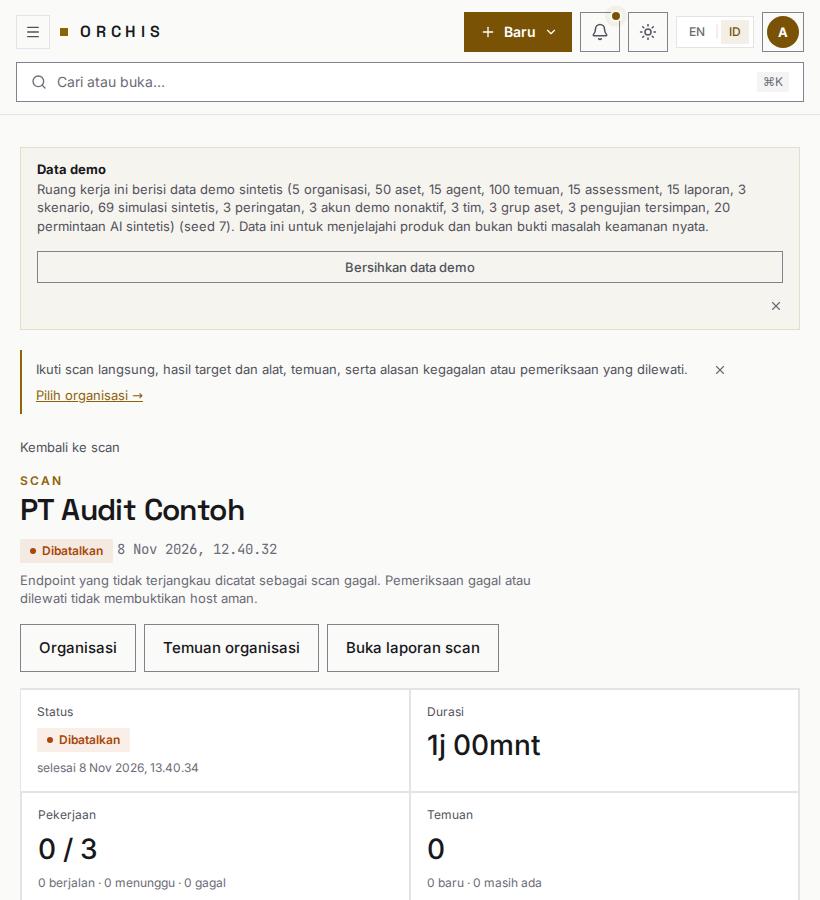 ORCHIS
Baru
EN
ID
A
Cari atau buka...
⌘K
Data demo
Ruang kerja ini berisi data demo sintetis (5 organisasi, 50 aset, 15 agent, 100 temuan, 15 assessment, 15 laporan, 3
skenario, 69 simulasi sintetis, 3 peringatan, 3 akun demo nonaktif, 3 tim, 3 grup aset, 3 pengujian tersimpan, 20
permintaan AI sintetis) (seed 7). Data ini untuk menjelajahi produk dan bukan bukti masalah keamanan nyata.
Bersihkan data demo
Ikuti scan langsung, hasil target dan alat, temuan, serta alasan kegagalan atau pemeriksaan yang dilewati.
Pilih organisasi →
Kembali ke scan
SCAN
PT Audit Contoh
Dibatalkan 8 Nov 2026, 12.40.32
Endpoint yang tidak terjangkau dicatat sebagai scan gagal. Pemeriksaan gagal atau
dilewati tidak membuktikan host aman.
Organisasi
Temuan organisasi
Buka laporan scan
Status
Dibatalkan
selesai 8 Nov 2026, 13.40.34
Durasi
1j 00mnt
Pekerjaan
0 / 3
0 berjalan · 0 menunggu · 0 gagal
Temuan
0
0 baru · 0 masih ada